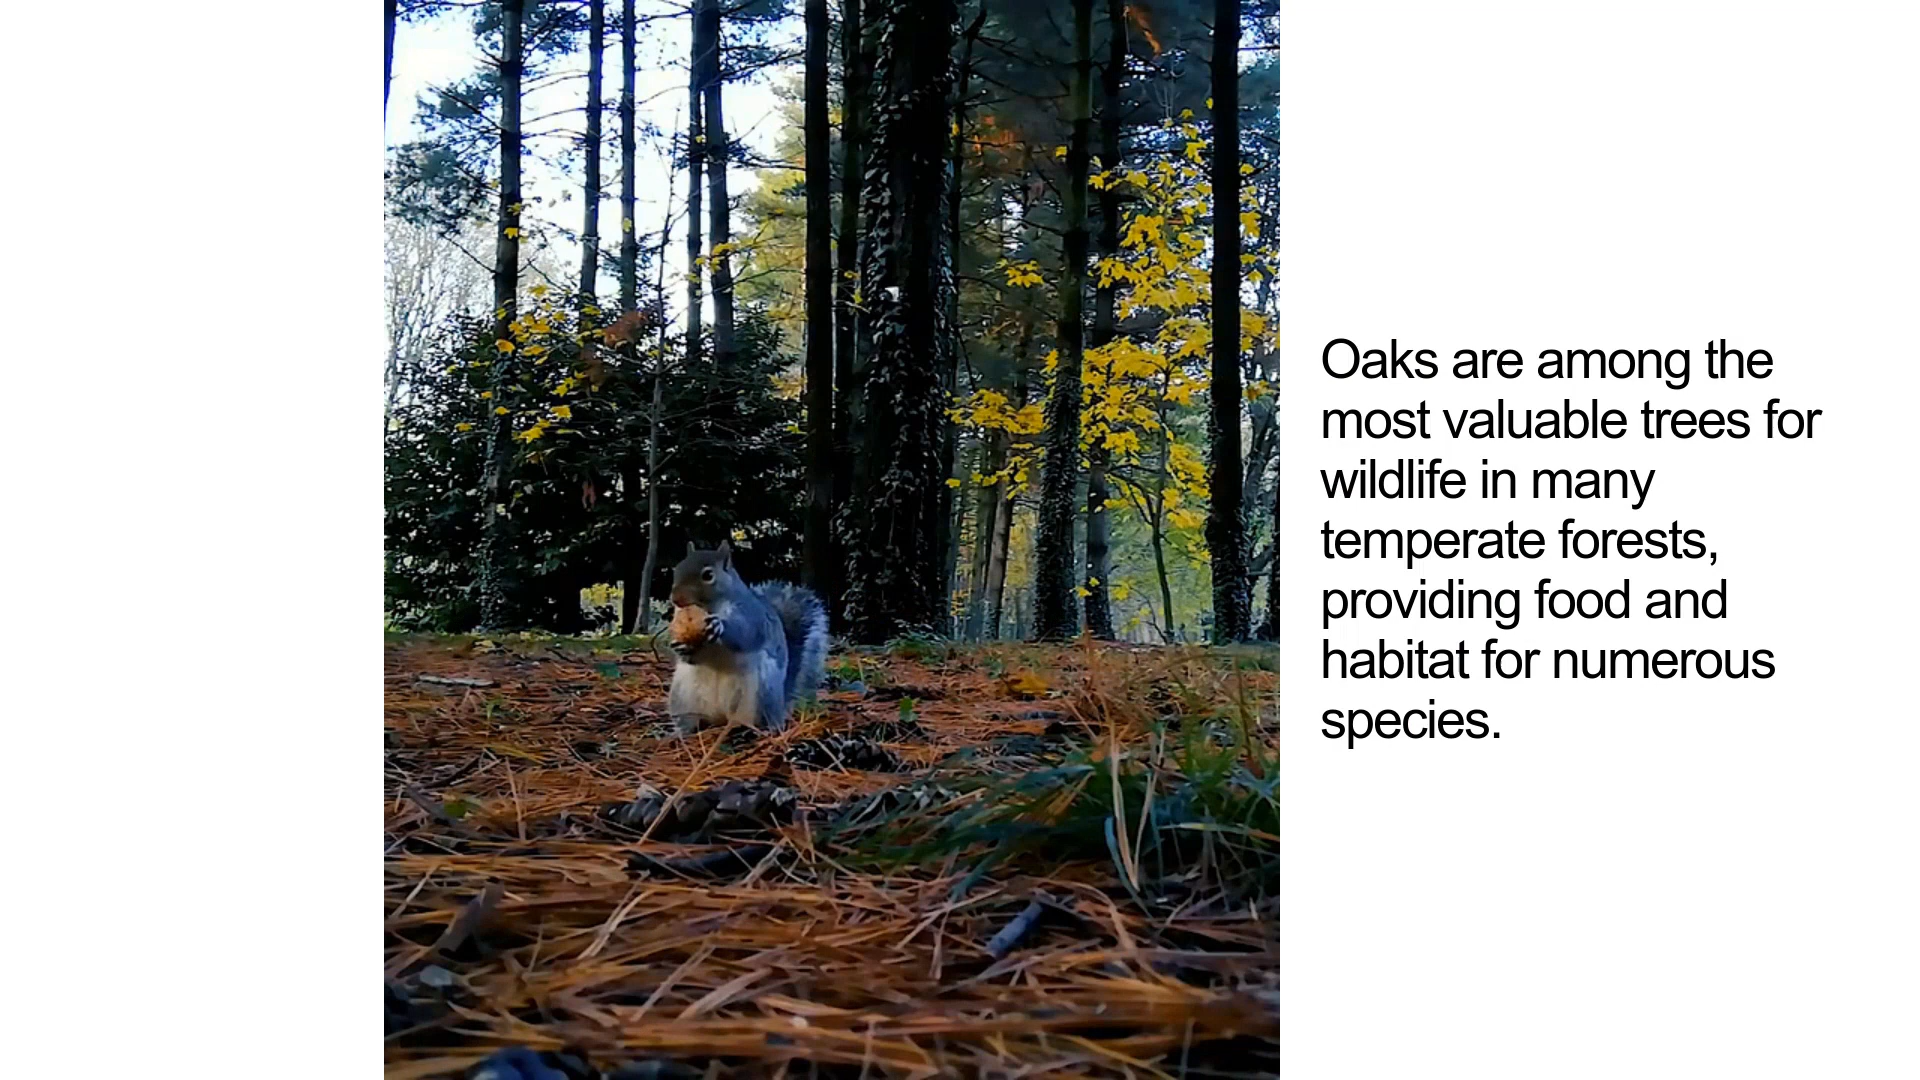 Oaks are among the
most valuable trees for
wildlife in many
temperate forests,
providing food and
habitat for numerous
species.